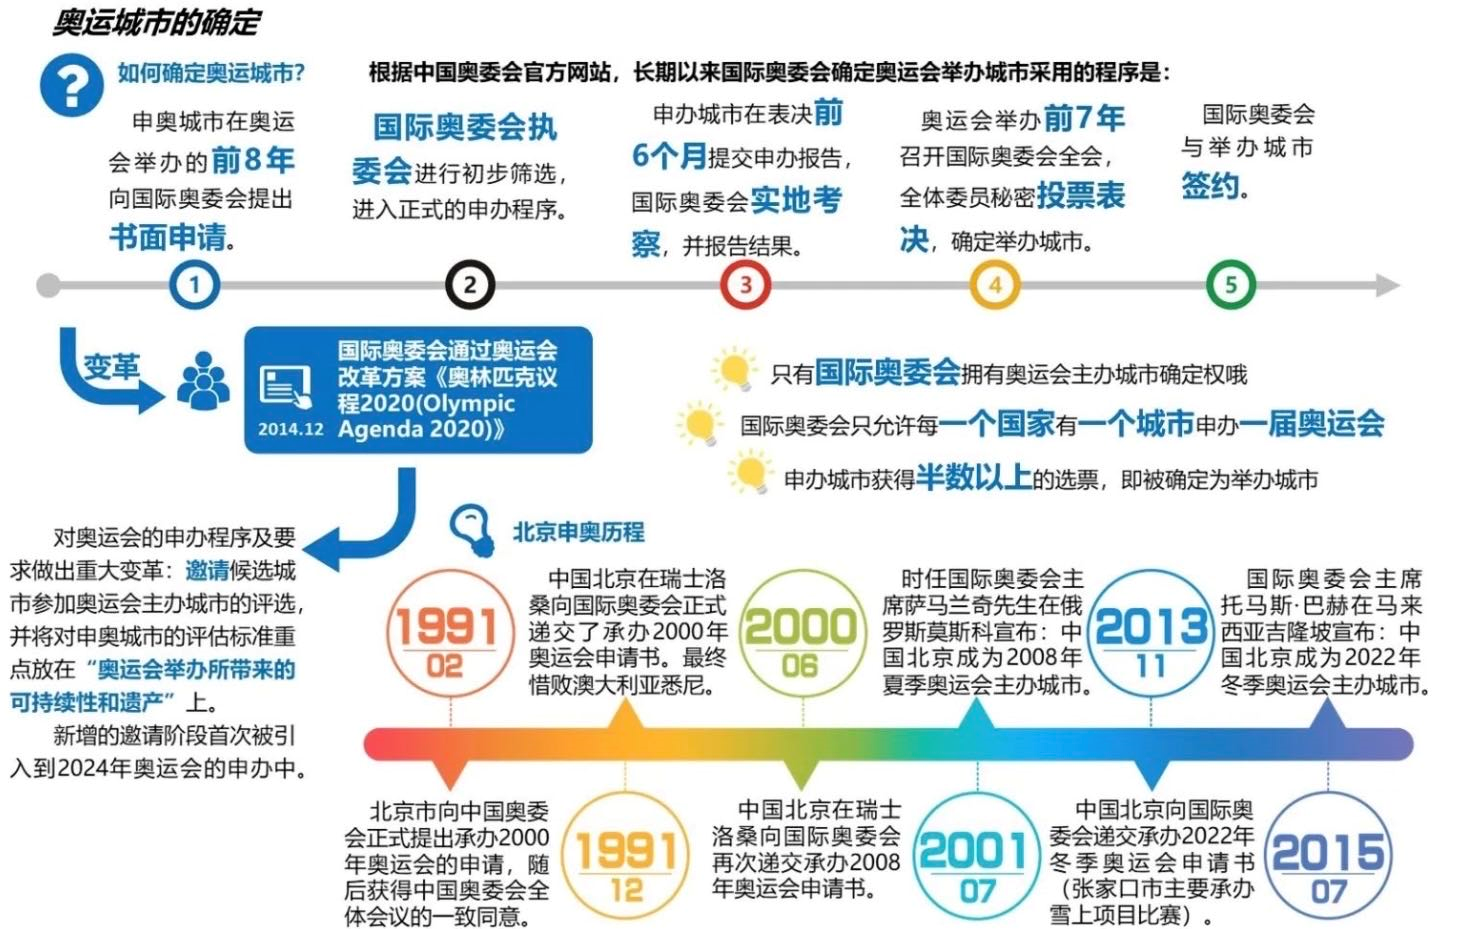 奥运城市的确定
?
如何确定奥运城市?
根据中国奥委会官方网站，长期以来国际奥委会确定奥运会举办城市采用的程序是：
申奥城市在奥运
会举办的前8年
向国际奥委会提出
书面申请。
国际奥委会执
委会进行初步筛选，
进入正式的申办程序。
申办城市在表决前
6个月提交申办报告，
国际奥委会实地考
察，并报告结果。
奥运会举办前7年
召开国际奥委会全会，
全体委员秘密投票表
决，确定举办城市。
国际奥委会
与举办城市
签约。
1
2
3
4
5
变革
2014.12
国际奥委会通过奥运会
改革方案《奥林匹克议
程2020(Olympic
Agenda 2020)》
只有国际奥委会拥有奥运会主办城市确定权哦
国际奥委会只允许每一个国家有一个城市申办一届奥运会
申办城市获得半数以上的选票，即被确定为举办城市
对奥运会的申办程序及要
求做出重大变革：邀请候选城
市参加奥运会主办城市的评选，
并将对申奥城市的评估标准重
点放在“奥运会举办所带来的
可持续性和遗产”上。
新增的邀请阶段首次被引
入到2024年奥运会的申办中。
北京申奥历程
1991
02
北京市向中国奥委
会正式提出承办2000
年奥运会的申请，随
后获得中国奥委会全
体会议的一致同意。
中国北京在瑞士洛
桑向国际奥委会正式
递交了承办2000年
奥运会申请书。最终
惜败澳大利亚悉尼。
1991
12
2000
06
中国北京在瑞士
洛桑向国际奥委会
再次递交承办2008
年奥运会申请书。
时任国际奥委会主
席萨马兰奇先生在俄
罗斯莫斯科宣布：中
国北京成为2008年
夏季奥运会主办城市。
2001
07
2013
11
中国北京向国际奥
委会递交承办2022年
冬季奥运会申请书
（张家口市主要承办
雪上项目比赛）。
国际奥委会主席
托马斯·巴赫在马来
西亚吉隆坡宣布：中
国北京成为2022年
冬季奥运会主办城市。
2015
07